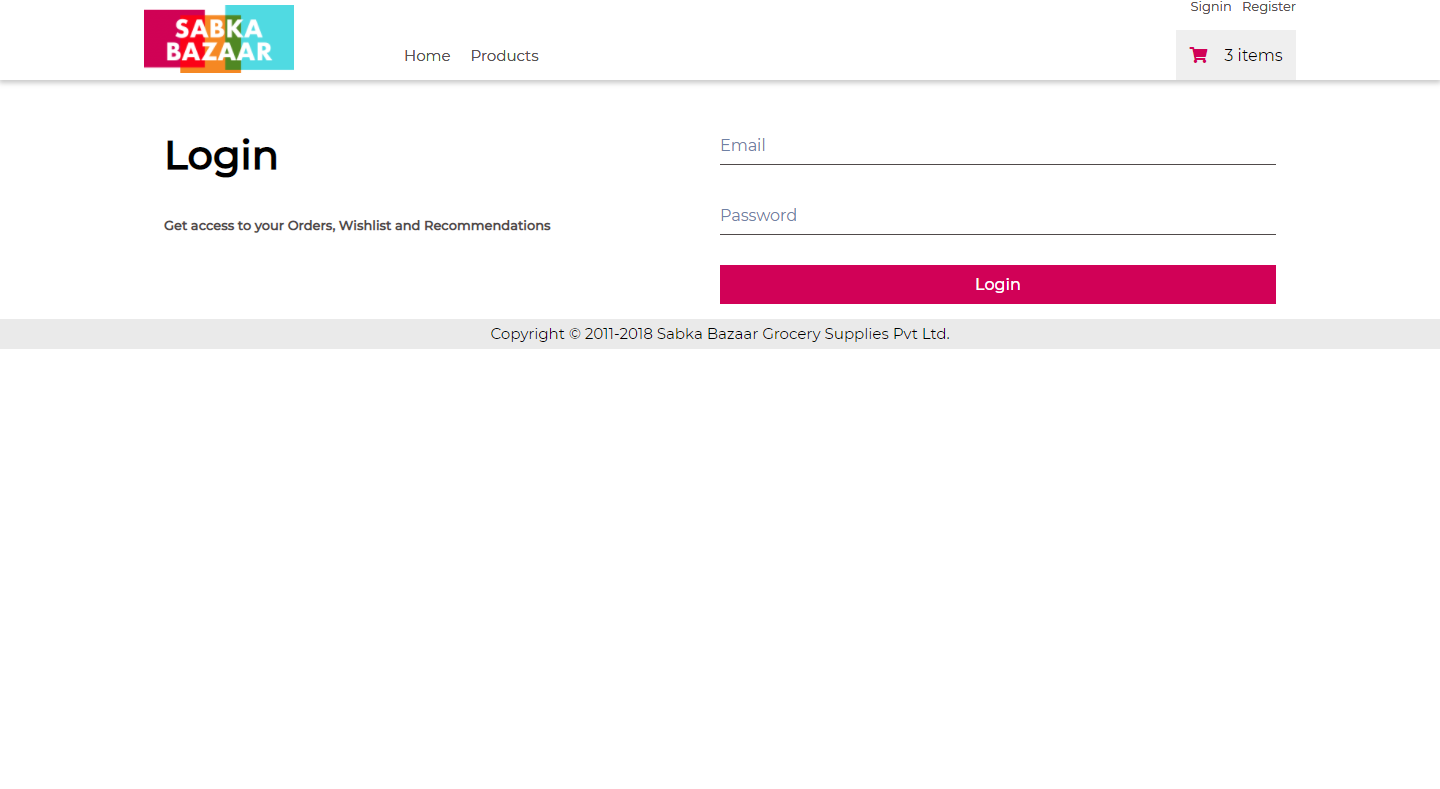 SABKA
BAZAAR
Home Products
Signin Register
3 items
Login
Get access to your Orders, Wishlist and Recommendations
Email
Password
Login
Copyright © 2011-2018 Sabka Bazaar Grocery Supplies Pvt Ltd.